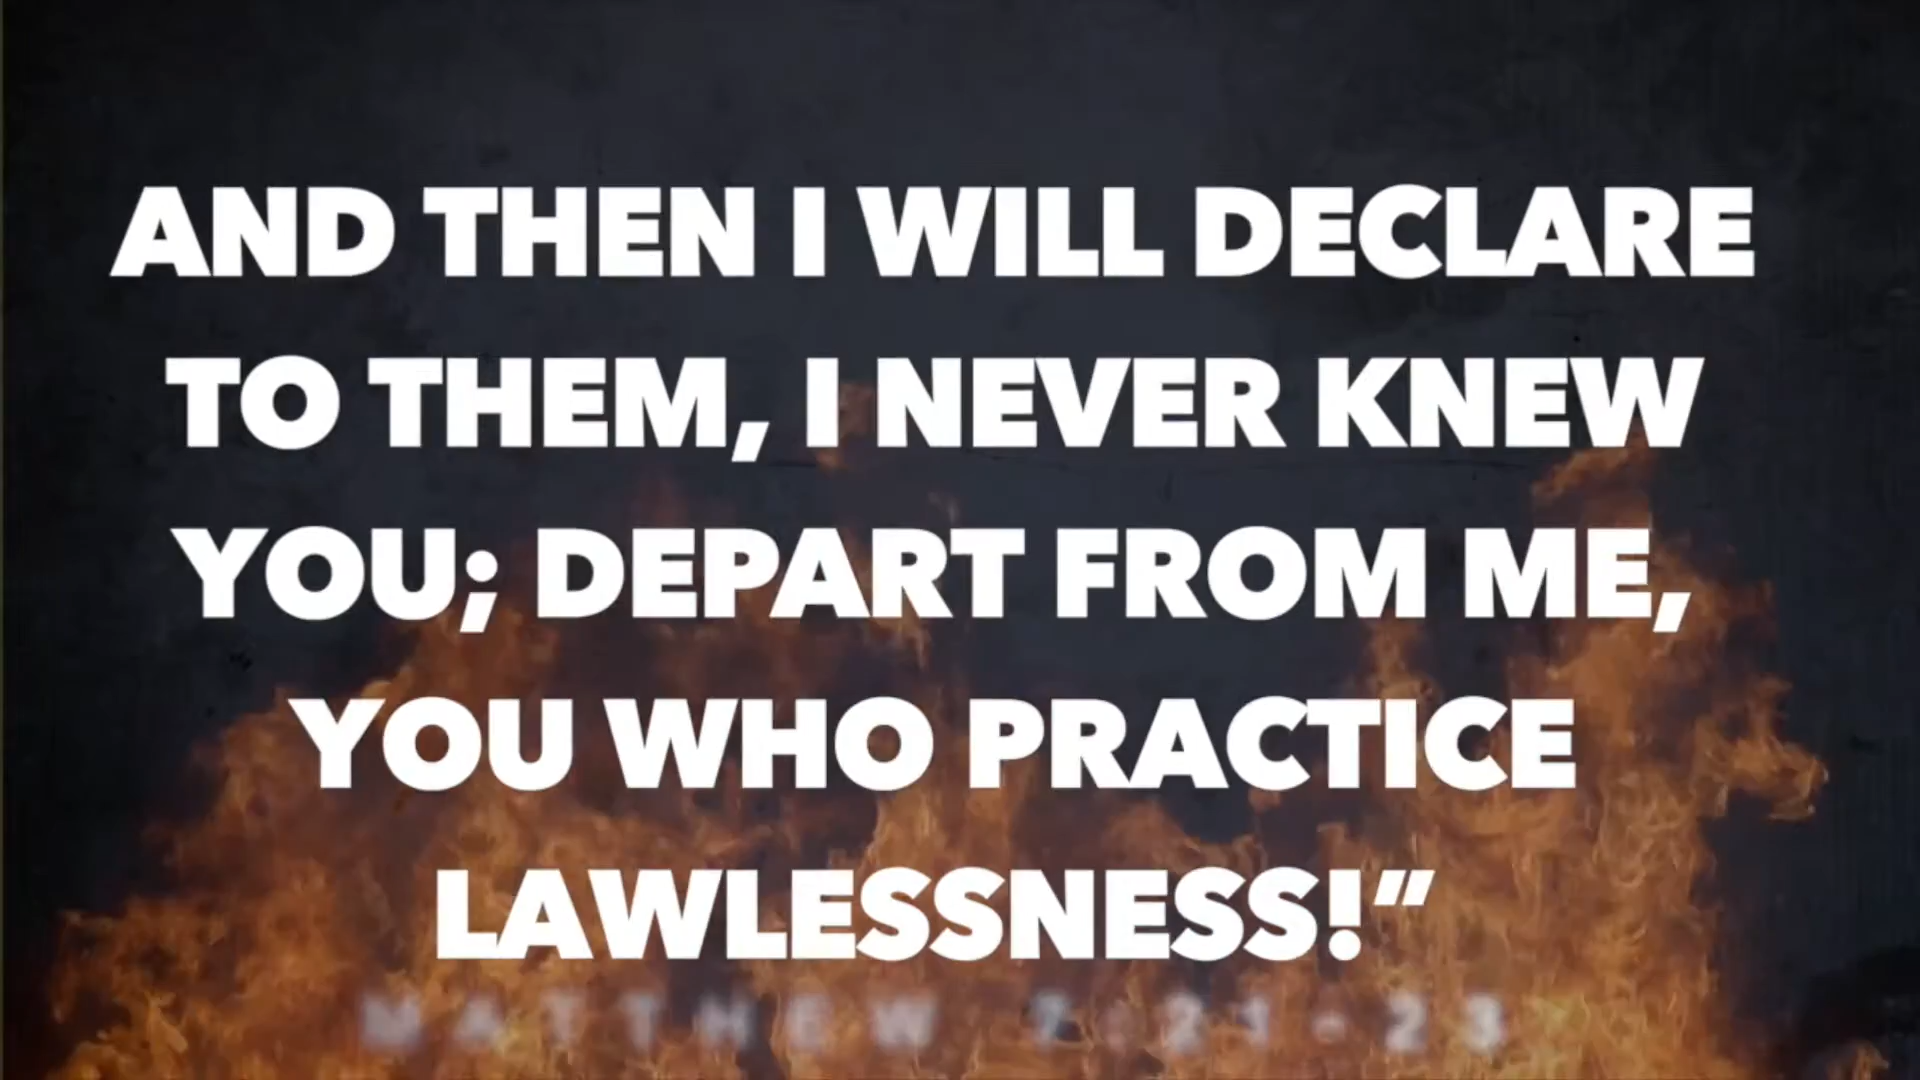 AND THEN I WILL DECLARE
TO THEM, I NEVER KNEW
YOU; DEPART FROM ME,
YOU WHO PRACTICE
LAWLESSNESS!”
MATTHEW 7:21-23